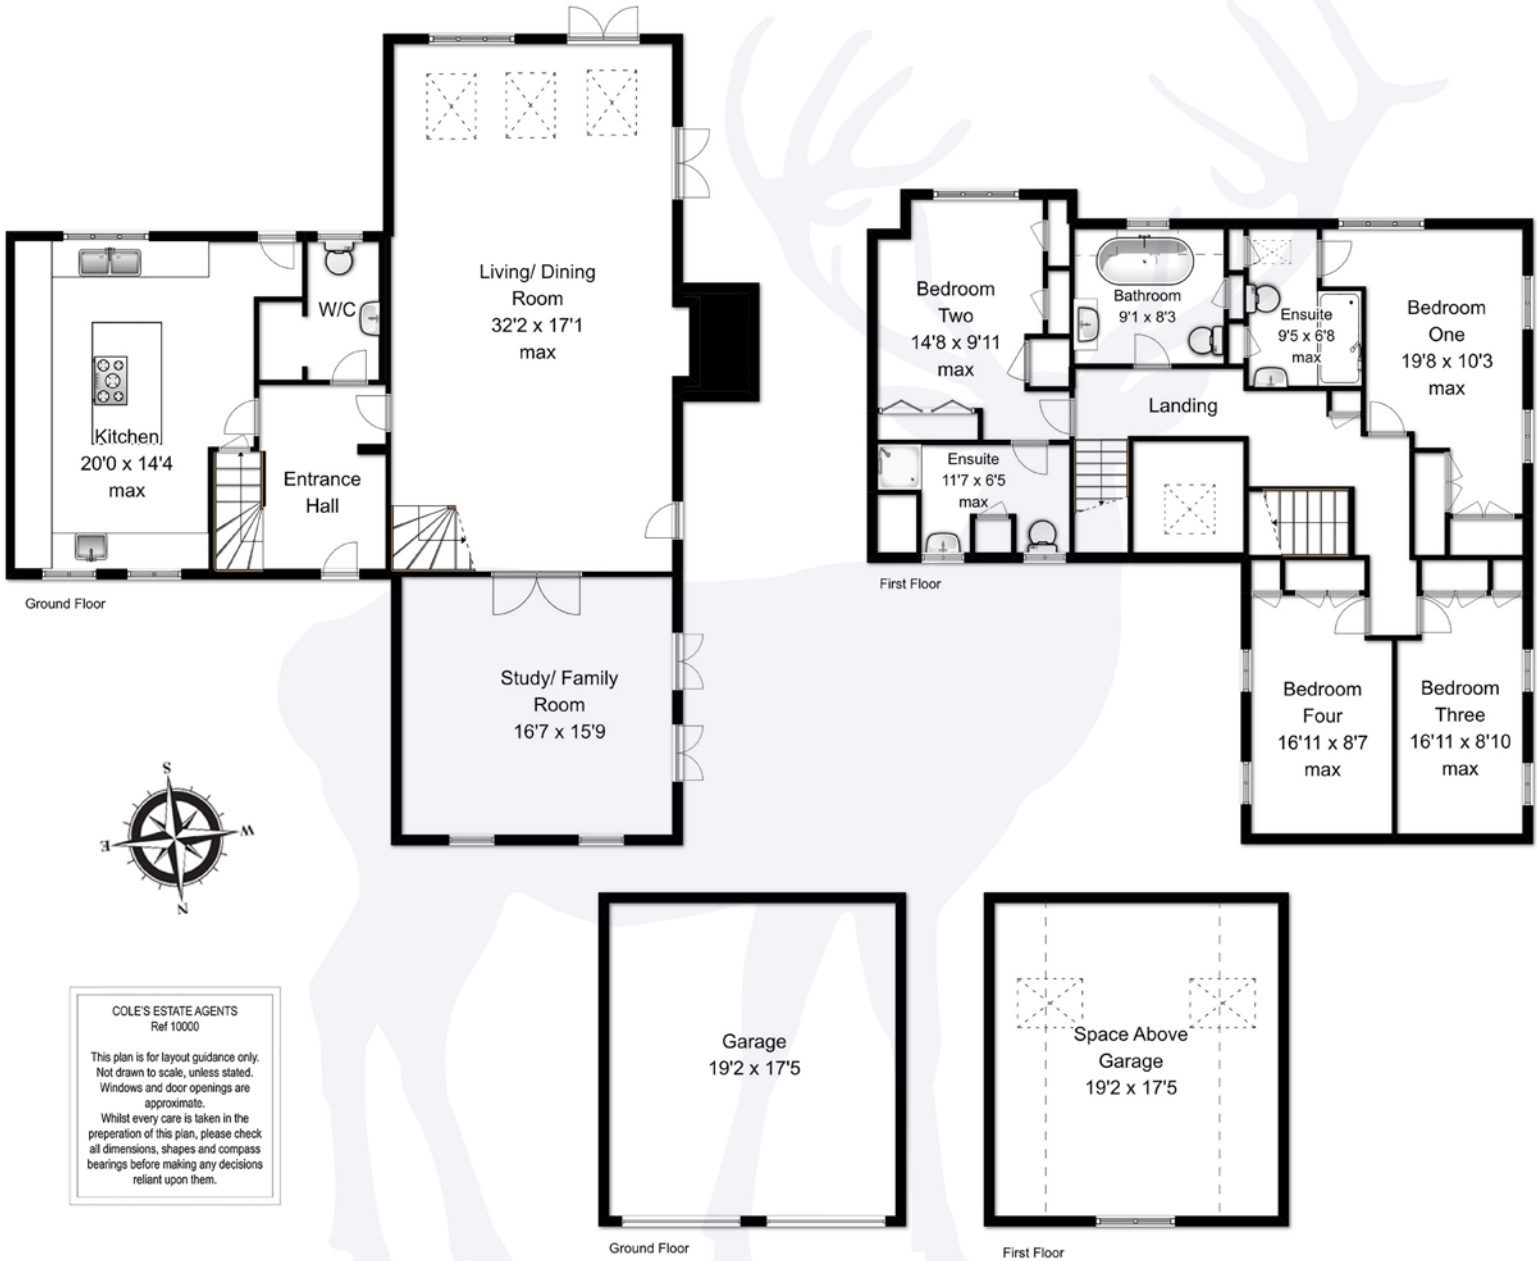 Living/ Dining
Room
32'2 x 17'1
max
W/C
Kitchen
20'0 x 14'4
max
Entrance
Hall
Ground Floor
Study/ Family
Room
16'7 x 15'9
Bedroom
Two
14'8 x 9'11
max
Bathroom
9'1 x 8'3
Ensuite
9'5 x 6'8
max
Bedroom
One
19'8 x 10'3
max
Landing
Ensuite
11'7 x 6'5
max
First Floor
Bedroom
Four
16'11 x 8'7
max
Bedroom
Three
16'11 x 8'10
max
S
W
E
N
COLE'S ESTATE AGENTS
Ref 10000
This plan is for layout guidance only.
Not drawn to scale, unless stated.
Windows and door openings are
approximate.
Whilst every care is taken in the
preperation of this plan, please check
all dimensions, shapes and compass
bearings before making any decisions
reliant upon them.
Garage
19'2 x 17'5
Ground Floor
Space Above
Garage
19'2 x 17'5
First Floor